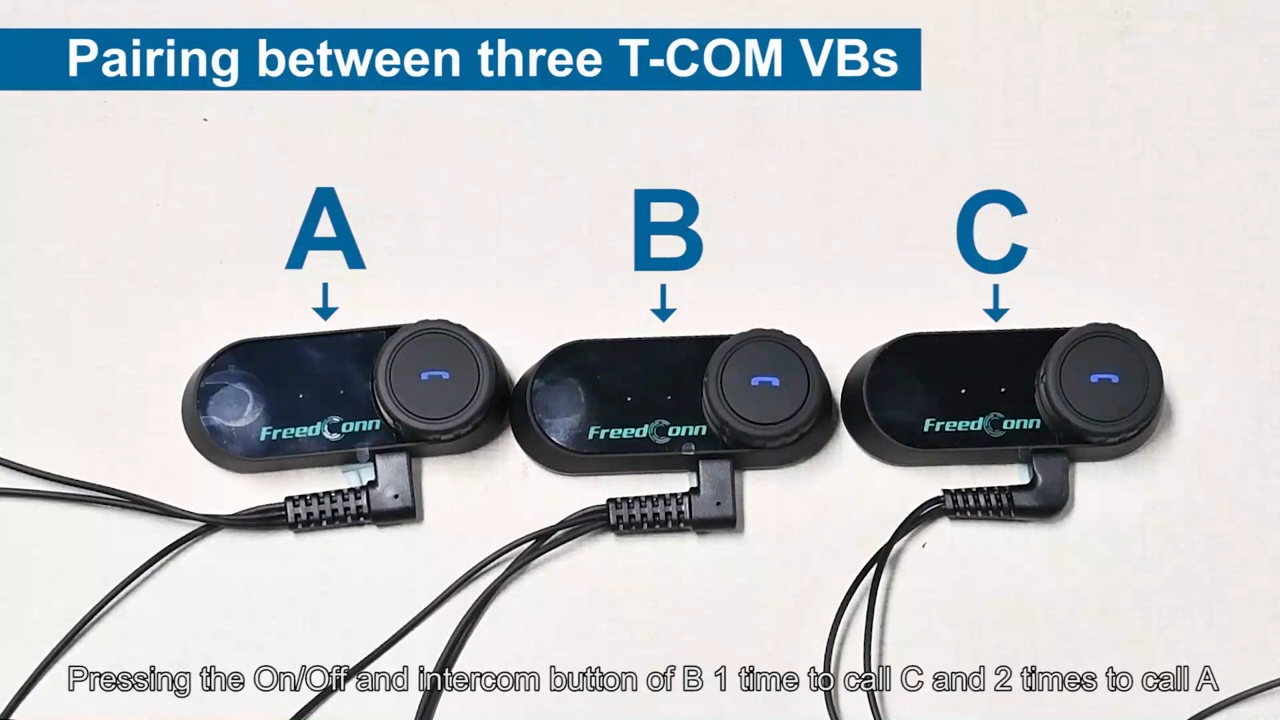 Pairing between three T-COM VBs
A
B
C
FreedConn
FreedConn
FreedConn
Pressing the On/Off and intercom button of B 1 time to call C and 2 times to call A